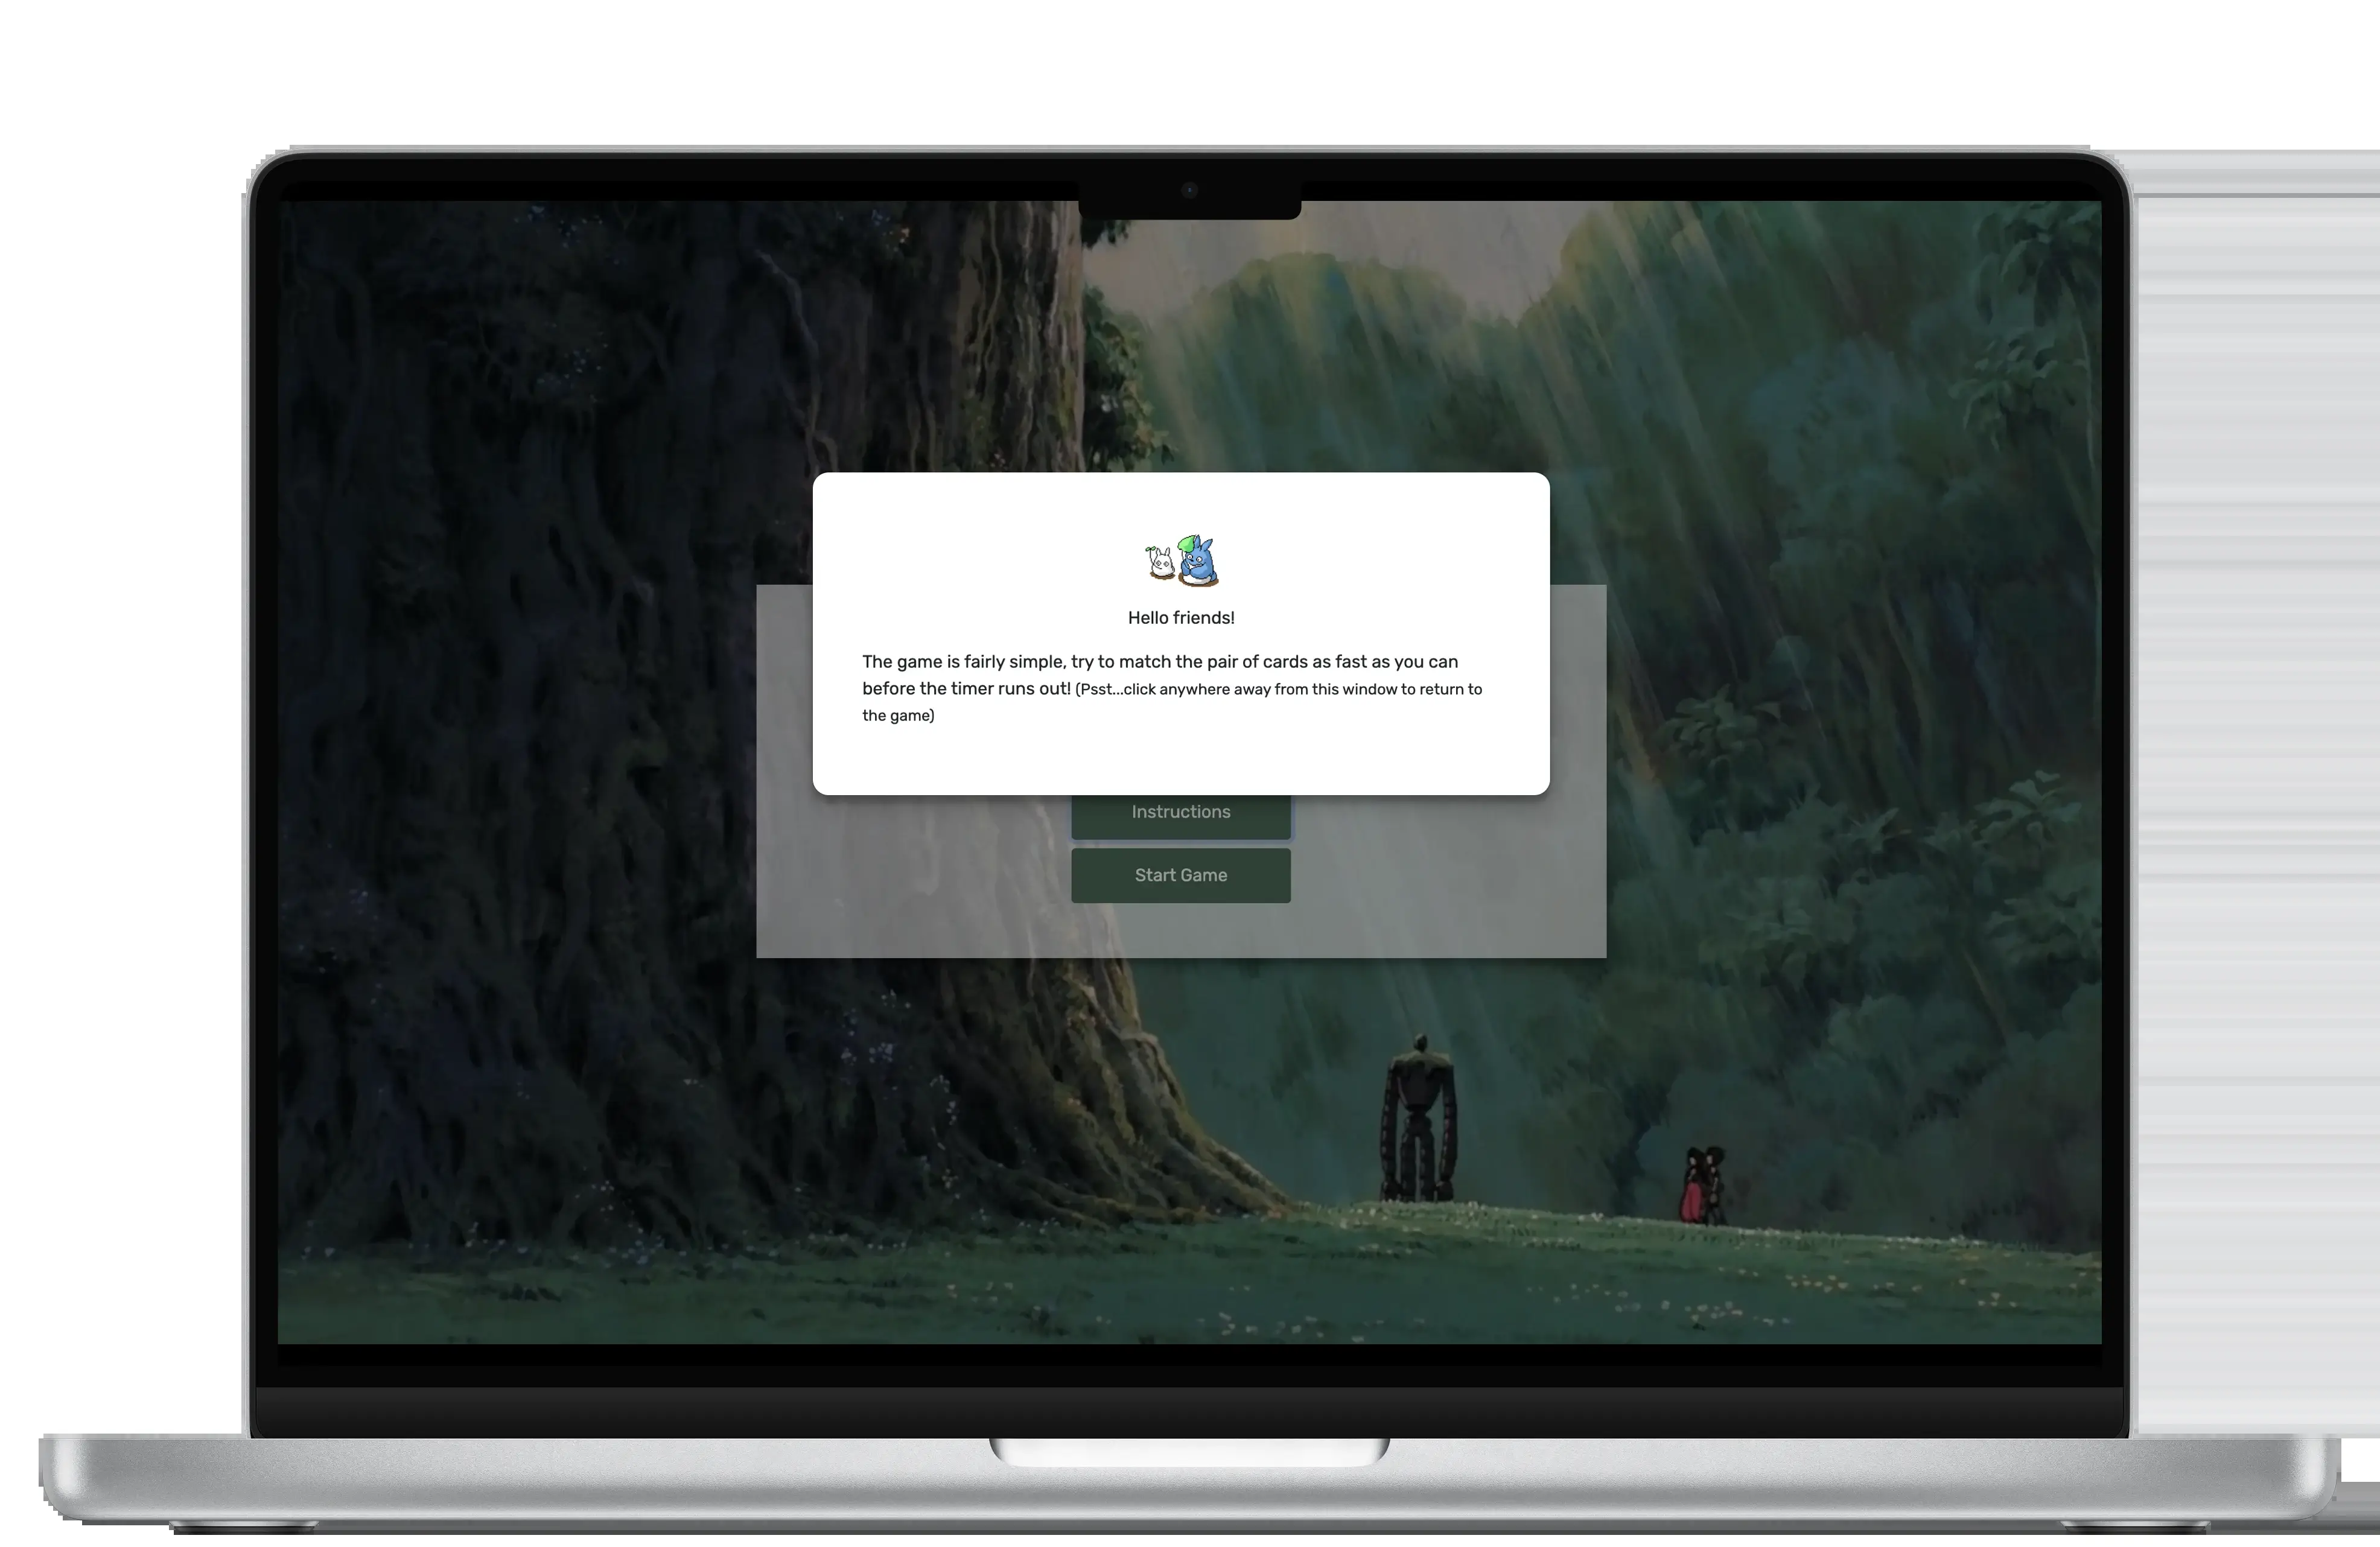 Hello friends!
The game is fairly simple, try to match the pair of cards as fast as you can
before the timer runs out! (Psst...click anywhere away from this window to return to
the game)
Instructions
Start Game